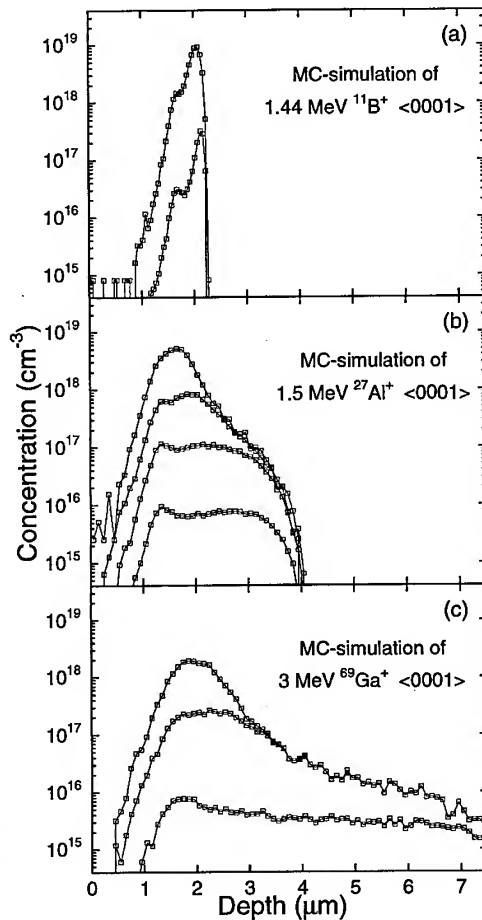 (a)
MC-simulation of
1.44 MeV ¹¹B⁺ <0001>
10¹⁹
10¹⁸
10¹⁷
10¹⁶
10¹⁵
(b)
MC-simulation of
1.5 MeV ²⁷Al⁺ <0001>
10¹⁹
10¹⁸
10¹⁷
10¹⁶
10¹⁵
Concentration (cm⁻³)
(c)
MC-simulation of
3 MeV ⁶⁹Ga⁺ <0001>
10¹⁹
10¹⁸
10¹⁷
10¹⁶
10¹⁵
0 1 2 3 4 5 6 7
Depth (μm)